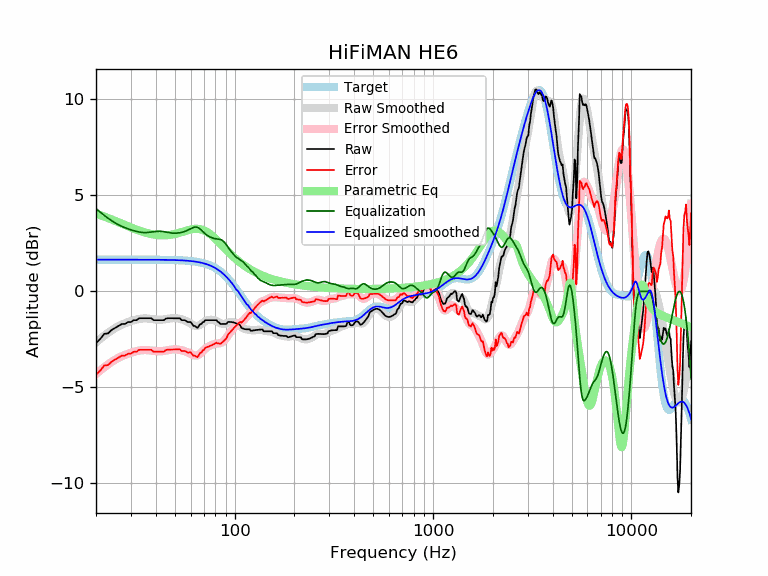 HiFiMAN HE6
Target
Raw Smoothed
Error Smoothed
Raw
Error
Parametric Eq
Equalization
Equalized smoothed
Amplitude (dBr)
10
5
0
−5
−10
100
1000
10000
Frequency (Hz)